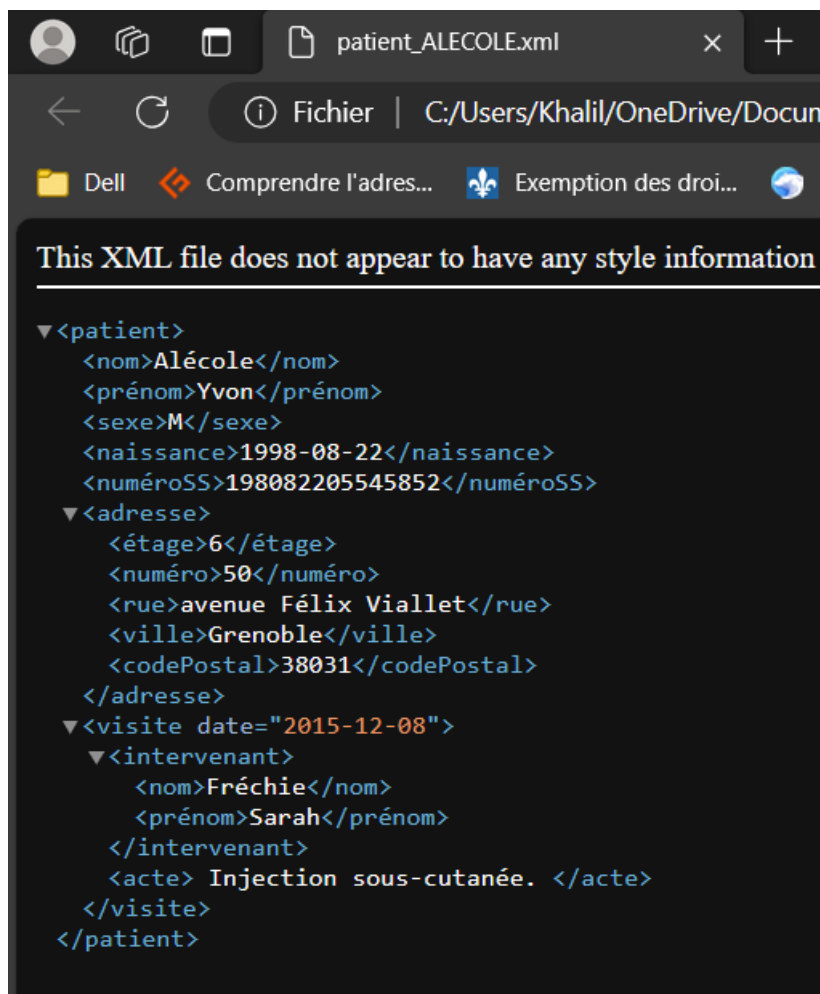 patient_ALECOLE.xml
Fichier | C:/Users/Khalil/OneDrive/Docum
Dell Comprendre l'adres... Exemption des droi...
This XML file does not appear to have any style information
▼<patient>
<nom>Alécole</nom>
<prénom>Yvon</prénom>
<sexe>M</sexe>
<naissance>1998-08-22</naissance>
<numéroSS>198082205545852</numéroSS>
▼<adresse>
<étage>6</étage>
<numéro>50</numéro>
<rue>avenue Félix Viallet</rue>
<ville>Grenoble</ville>
<codePostal>38031</codePostal>
</adresse>
▼<visite date="2015-12-08">
▼<intervenant>
<nom>Fréchie</nom>
<prénom>Sarah</prénom>
</intervenant>
<acte> Injection sous-cutanée. </acte>
</visite>
</patient>